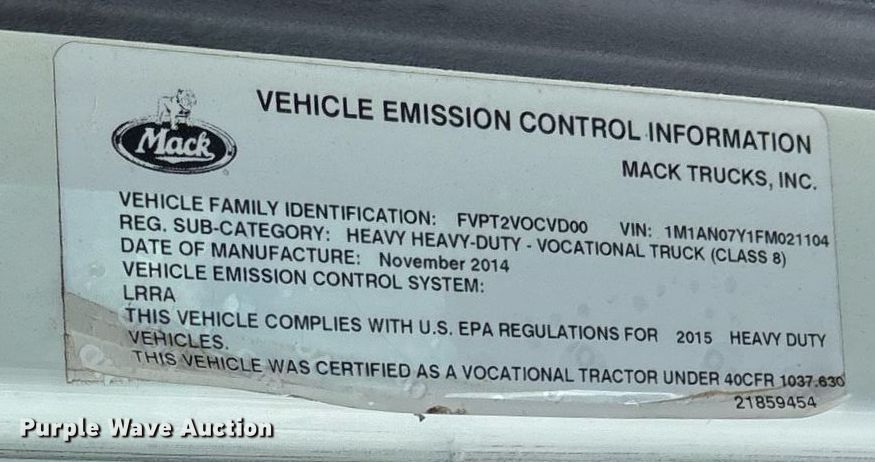 Mack
VEHICLE EMISSION CONTROL INFORMATION
MACK TRUCKS, INC.
VEHICLE FAMILY IDENTIFICATION: FVPT2VOCVD00 VIN: 1M1AN07Y1FM021104
REG. SUB-CATEGORY: HEAVY HEAVY-DUTY - VOCATIONAL TRUCK (CLASS 8)
DATE OF MANUFACTURE: November 2014
VEHICLE EMISSION CONTROL SYSTEM:
LRRA
THIS VEHICLE COMPLIES WITH U.S. EPA REGULATIONS FOR 2015 HEAVY DUTY
VEHICLES.
THIS VEHICLE WAS CERTIFIED AS A VOCATIONAL TRACTOR UNDER 40CFR 1037.630
21859454
Purple Wave Auction